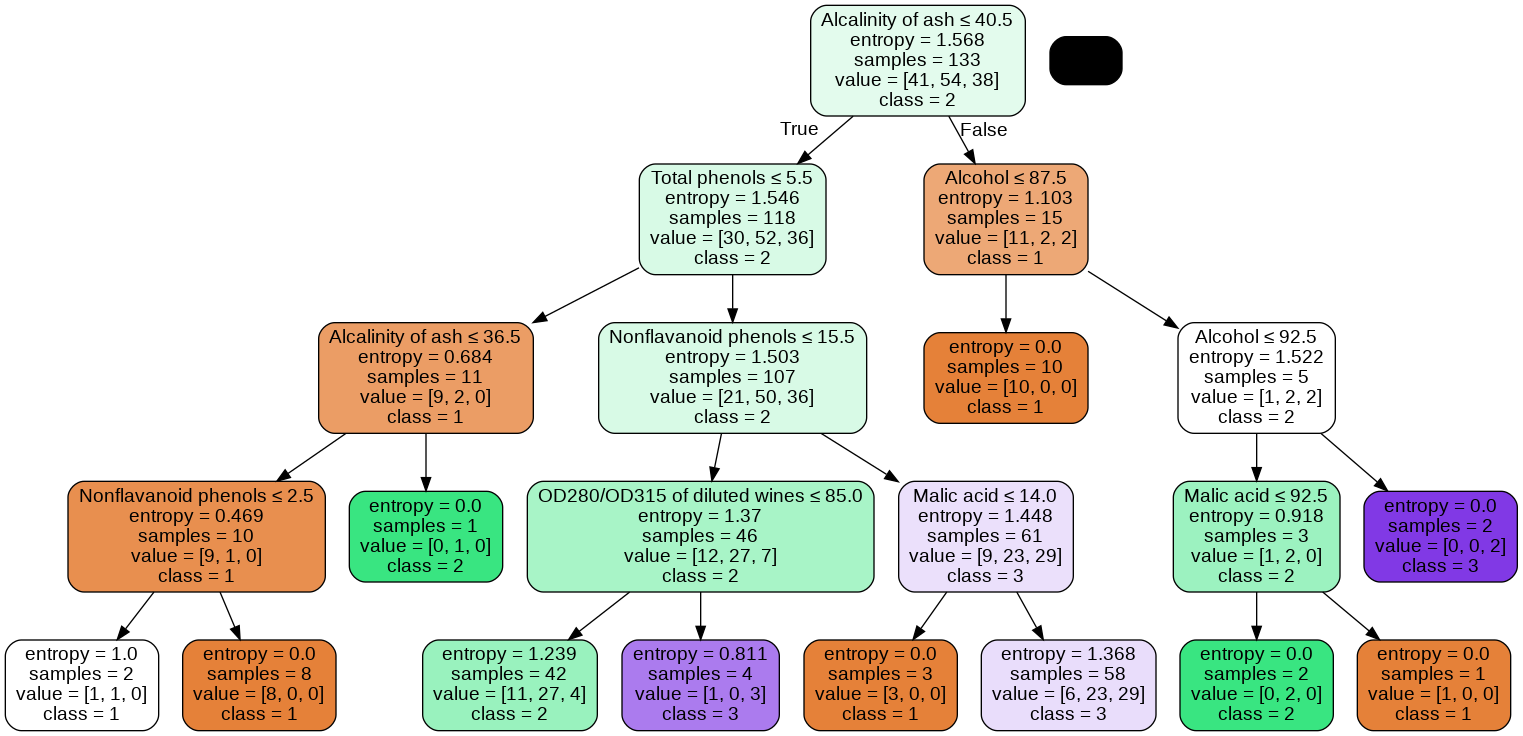 Alcalinity of ash ≤ 40.5
entropy = 1.568
samples = 133
value = [41, 54, 38]
class = 2
True
False
Total phenols ≤ 5.5
entropy = 1.546
samples = 118
value = [30, 52, 36]
class = 2
Alcohol ≤ 87.5
entropy = 1.103
samples = 15
value = [11, 2, 2]
class = 1
Alcalinity of ash ≤ 36.5
entropy = 0.684
samples = 11
value = [9, 2, 0]
class = 1
Nonflavanoid phenols ≤ 15.5
entropy = 1.503
samples = 107
value = [21, 50, 36]
class = 2
entropy = 0.0
samples = 10
value = [10, 0, 0]
class = 1
Alcohol ≤ 92.5
entropy = 1.522
samples = 5
value = [1, 2, 2]
class = 2
Nonflavanoid phenols ≤ 2.5
entropy = 0.469
samples = 10
value = [9, 1, 0]
class = 1
entropy = 0.0
samples = 1
value = [0, 1, 0]
class = 2
OD280/OD315 of diluted wines ≤ 85.0
entropy = 1.37
samples = 46
value = [12, 27, 7]
class = 2
Malic acid ≤ 14.0
entropy = 1.448
samples = 61
value = [9, 23, 29]
class = 3
Malic acid ≤ 92.5
entropy = 0.918
samples = 3
value = [1, 2, 0]
class = 2
entropy = 0.0
samples = 2
value = [0, 0, 2]
class = 3
entropy = 1.0
samples = 2
value = [1, 1, 0]
class = 1
entropy = 0.0
samples = 8
value = [8, 0, 0]
class = 1
entropy = 1.239
samples = 42
value = [11, 27, 4]
class = 2
entropy = 0.811
samples = 4
value = [1, 0, 3]
class = 3
entropy = 0.0
samples = 3
value = [3, 0, 0]
class = 1
entropy = 1.368
samples = 58
value = [6, 23, 29]
class = 3
entropy = 0.0
samples = 2
value = [0, 2, 0]
class = 2
entropy = 0.0
samples = 1
value = [1, 0, 0]
class = 1